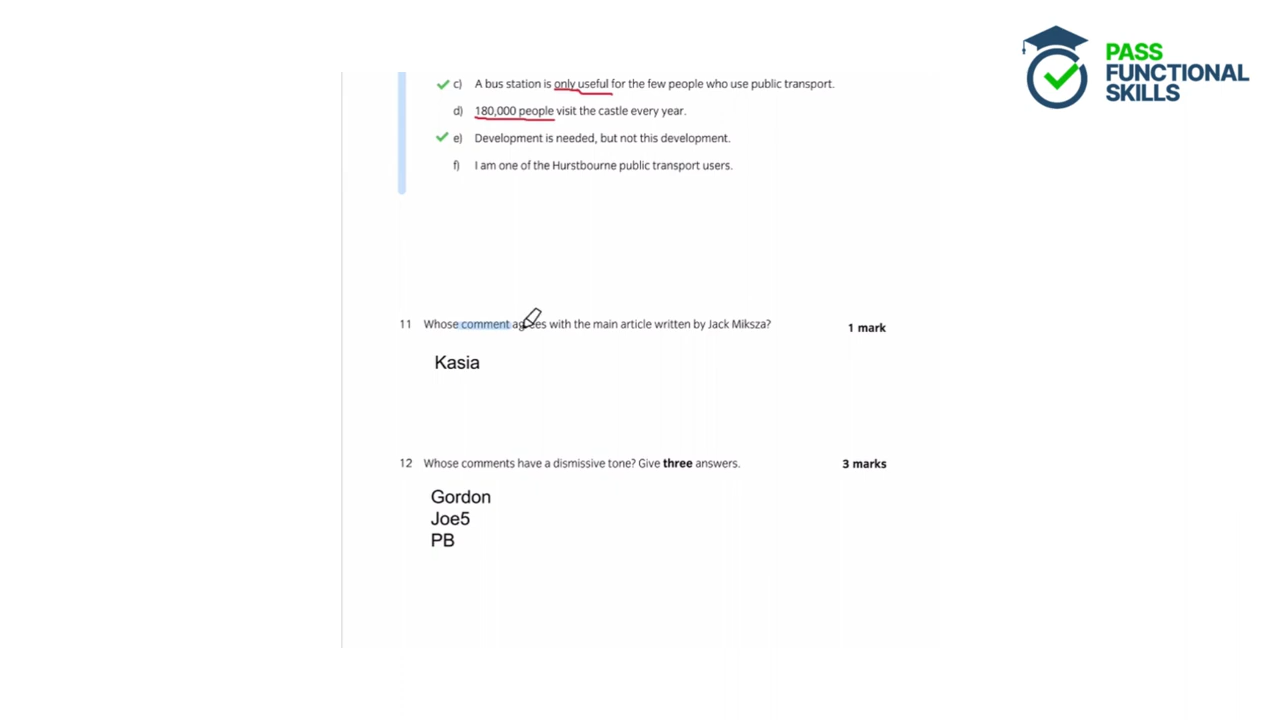 PASS
FUNCTIONAL
SKILLS
c) A bus station is only useful for the few people who use public transport.
d) 180,000 people visit the castle every year.
e) Development is needed, but not this development.
f) I am one of the Hurstbourne public transport users.
11 Whose comment agrees with the main article written by Jack Miksza? 1 mark
Kasia
12 Whose comments have a dismissive tone? Give three answers. 3 marks
Gordon
Joe5
PB